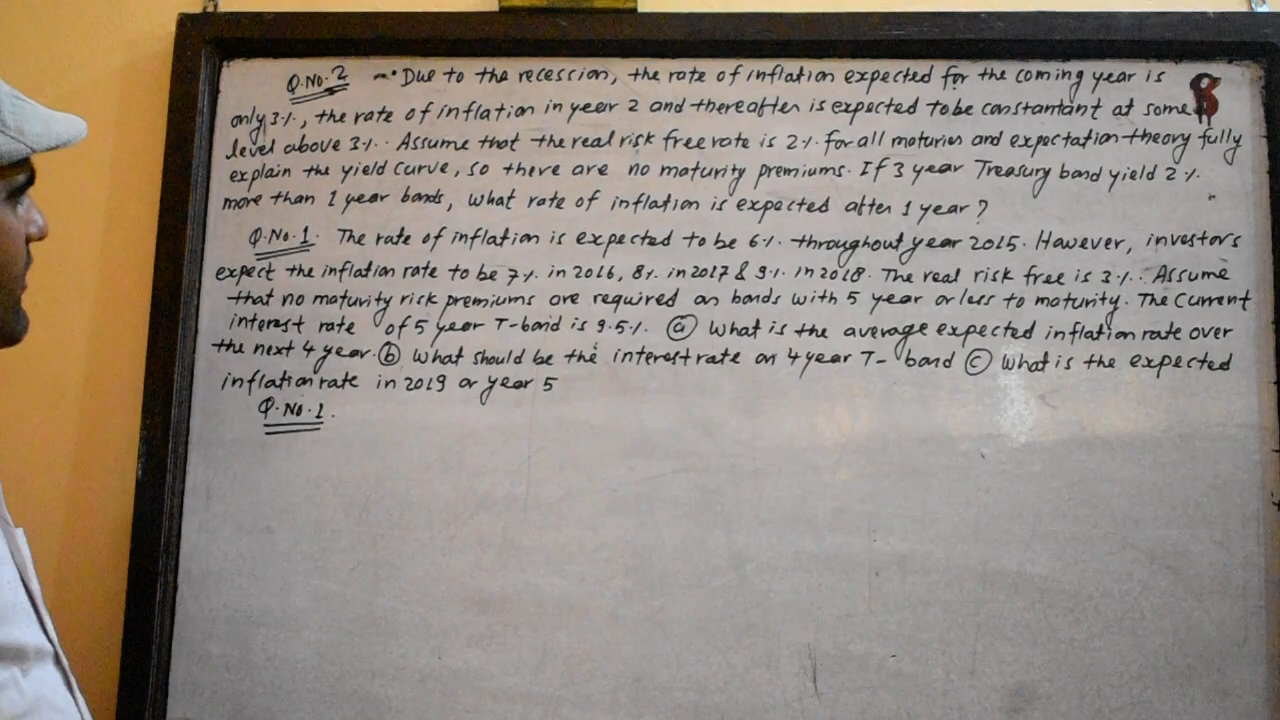 Q.No.2 Due to the recession, the rate of inflation expected for the coming year is
only 3%, the rate of inflation in year 2 and thereafter is expected to be constantant at some
level above 3%. Assume that the real risk free rate is 2% for all maturies and expectation theory fully
explain the yield curve, so there are no maturity premiums. If 3 year Treasury bond yield 2%
more than 1 year bonds, what rate of inflation is expected after 1 year?
Q.No.1. The rate of inflation is expected to be 6% throughout year 2015. However, investors
expect the inflation rate to be 7% in 2016, 8% in 2017 & 9% in 2018. The real risk free is 3%. Assume
that no maturity risk premiums are required on bonds with 5 year or less to maturity. The current
interest rate of 5 year T-bond is 9.5%. (a) What is the average expected inflation rate over
the next 4 year. (b) What should be the interest rate on 4 year T-bond (c) What is the expected
inflation rate in 2019 or year 5
Q.No.1.